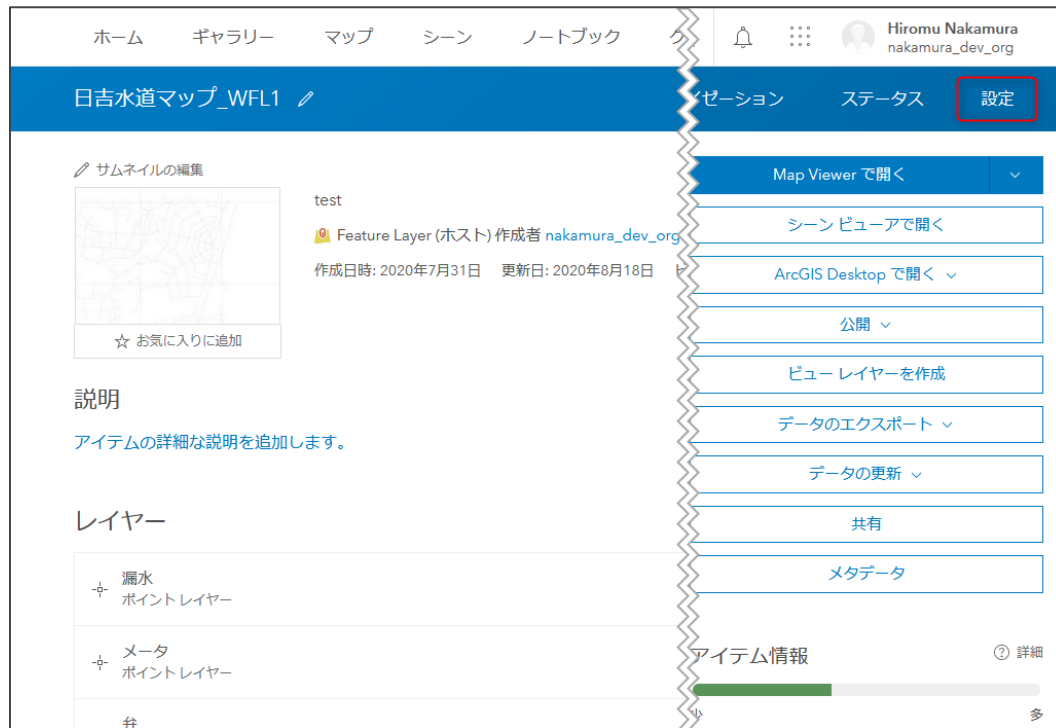 ホーム ギャラリー マップ シーン ノートブック
Hiromu Nakamura
nakamura_dev_org
日吉水道マップ_WFL1
ゼーション ステータス 設定
サムネイルの編集
test
Feature Layer (ホスト) 作成者 nakamura_dev_org
作成日時: 2020年7月31日 更新日: 2020年8月18日
お気に入りに追加
説明
アイテムの詳細な説明を追加します。
レイヤー
漏水
ポイント レイヤー
メータ
ポイント レイヤー
弁
Map Viewer で開く
シーン ビューアで開く
ArcGIS Desktop で開く
公開
ビュー レイヤーを作成
データのエクスポート
データの更新
共有
メタデータ
アイテム情報 詳細
少 多